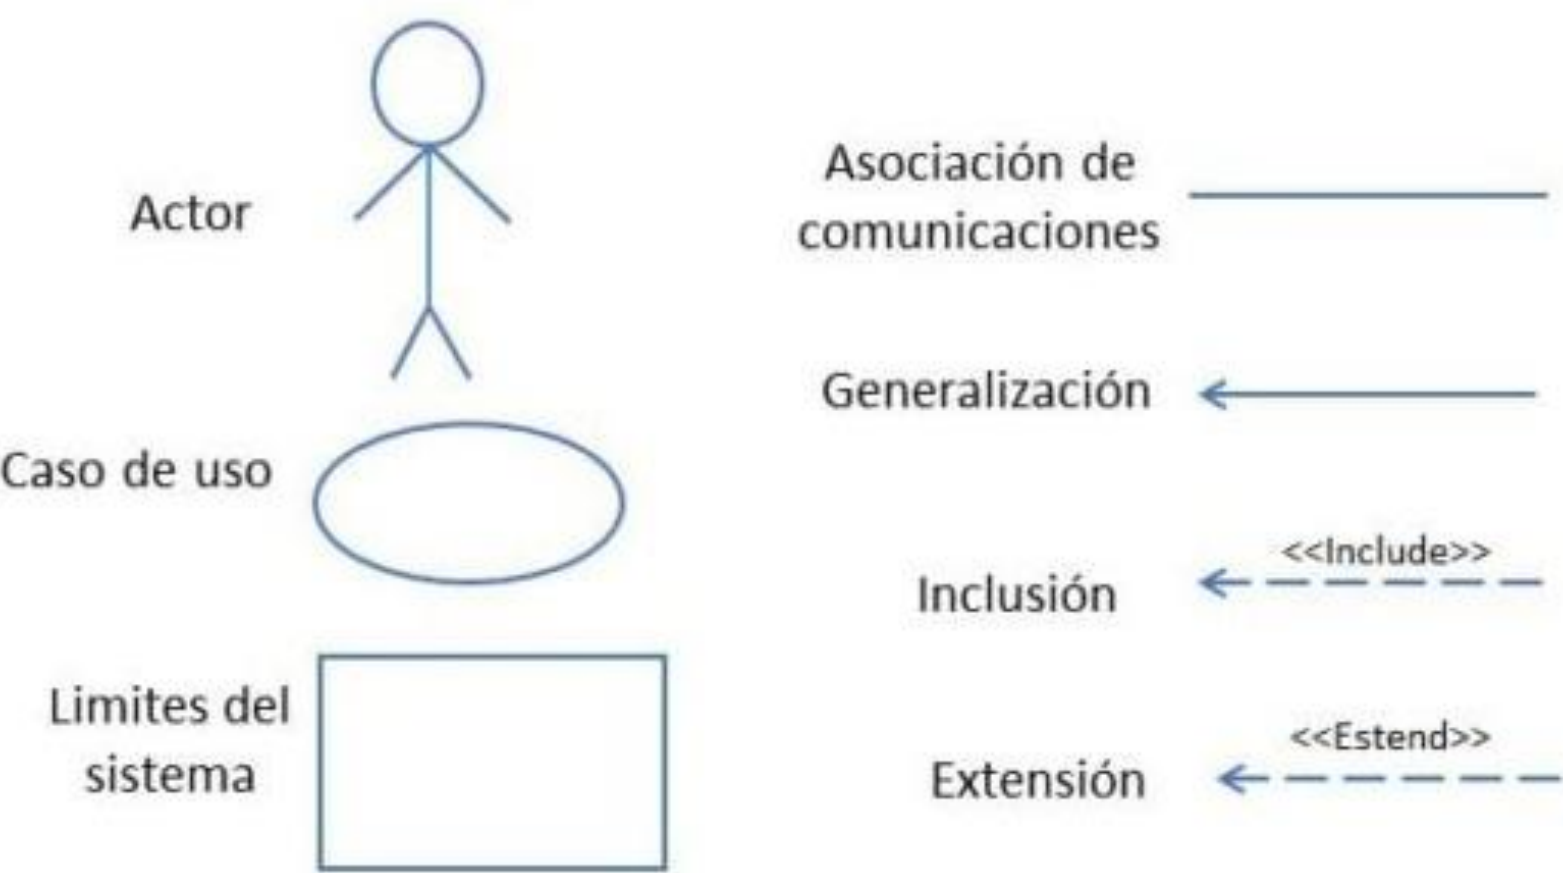 Actor
Caso de uso
Limites del
sistema
Asociación de
comunicaciones
Generalización
<<Include>>
Inclusión
<<Estend>>
Extensión